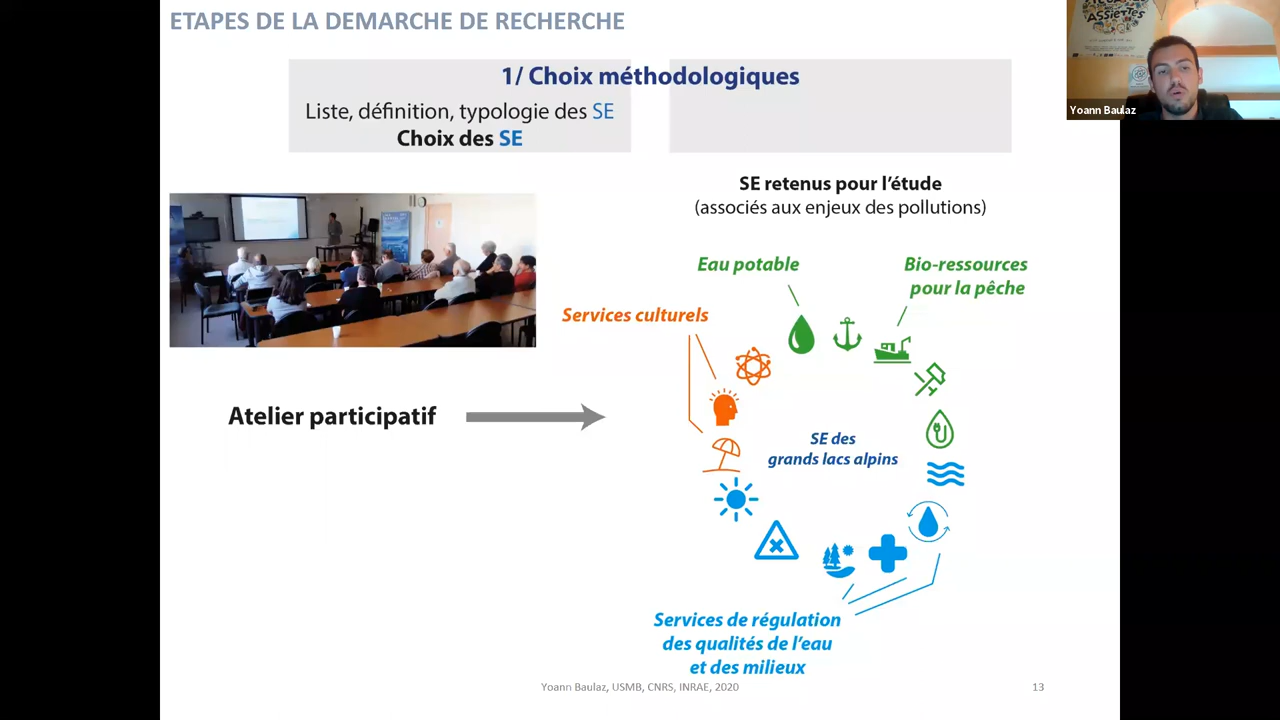 ETAPES DE LA DEMARCHE DE RECHERCHE
1/ Choix méthodologiques
Liste, définition, typologie des SE
Choix des SE
SE retenus pour l'étude
(associés aux enjeux des pollutions)
Eau potable
Bio-ressources
pour la pêche
Services culturels
Atelier participatif
SE des
grands lacs alpins
Services de régulation
des qualités de l'eau
et des milieux
Yoann Baulaz, USMB, CNRS, INRAE, 2020
13
ASSIETTES
Yoann Baulaz